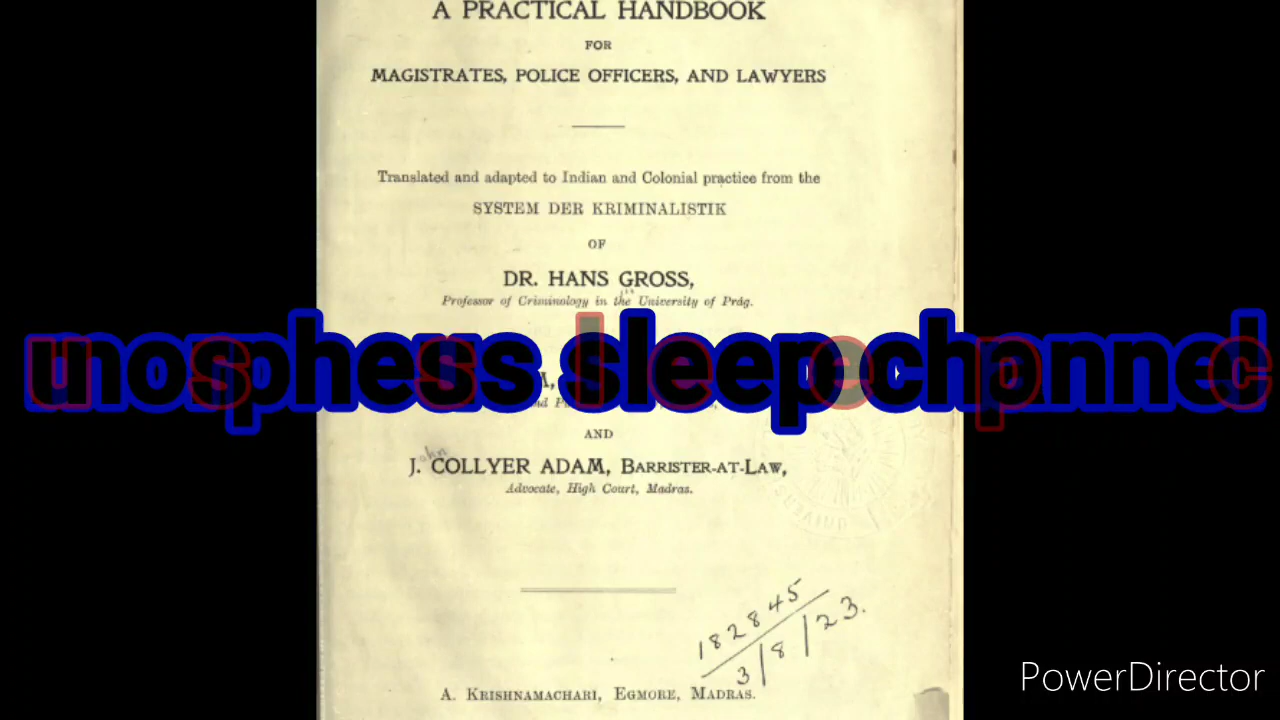 A PRACTICAL HANDBOOK
FOR
MAGISTRATES, POLICE OFFICERS, AND LAWYERS
Translated and adapted to Indian and Colonial practice from the
SYSTEM DER KRIMINALISTIK
OF
DR. HANS GROSS,
Professor of Criminology in the University of Prag.
unosphess sleepechpnnec
AND
J. COLLYER ADAM, BARRISTER-AT-LAW,
Advocate, High Court, Madras.
182845
3/8/23.
A. KRISHNAMACHARI, EGMORE, MADRAS.
PowerDirector